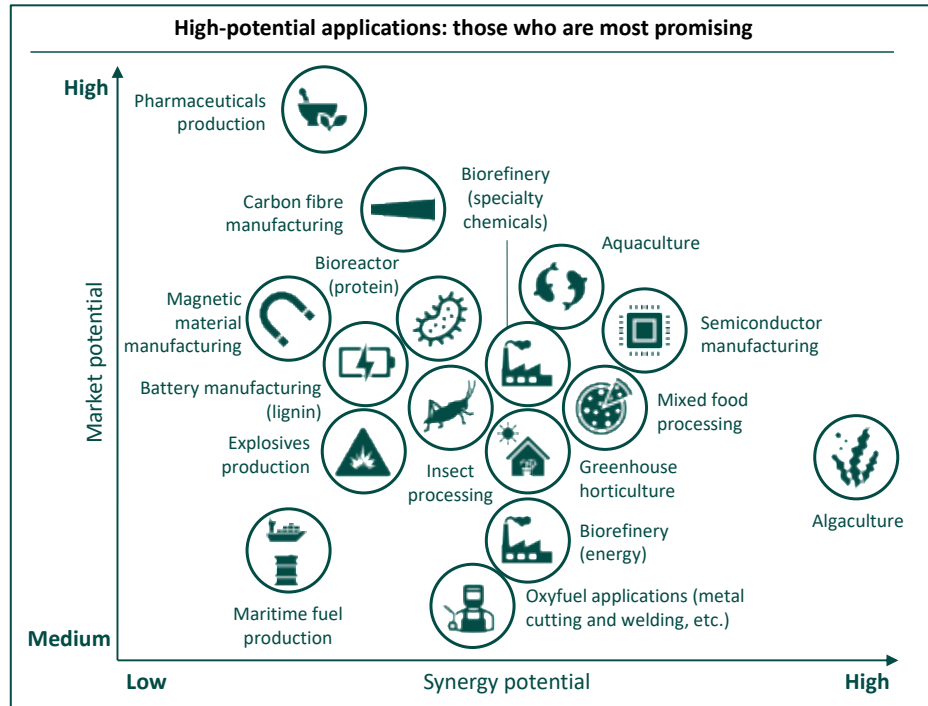 High-potential applications: those who are most promising
High
Pharmaceuticals
production
Carbon fibre
manufacturing
Biorefinery
(specialty
chemicals)
Aquaculture
Bioreactor
(protein)
Magnetic
material
manufacturing
Semiconductor
manufacturing
Battery manufacturing
(lignin)
Mixed food
processing
Explosives
production
Insect
processing
Greenhouse
horticulture
Algaculture
Biorefinery
(energy)
Maritime fuel
production
Oxyfuel applications (metal
cutting and welding, etc.)
Market potential
Medium
Low
Synergy potential
High